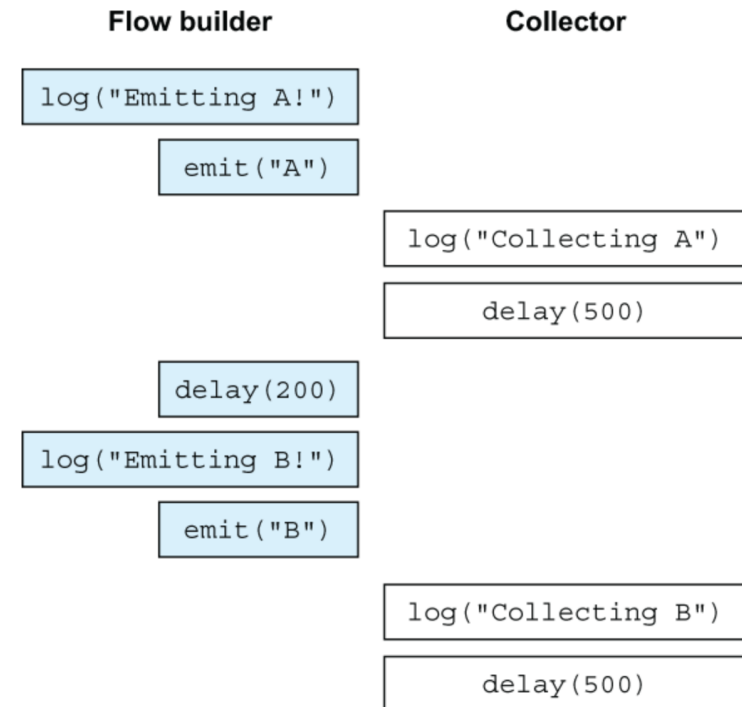 Flow builder
Collector
log("Emitting A!")
emit("A")
log("Collecting A")
delay(500)
delay(200)
log("Emitting B!")
emit("B")
log("Collecting B")
delay(500)